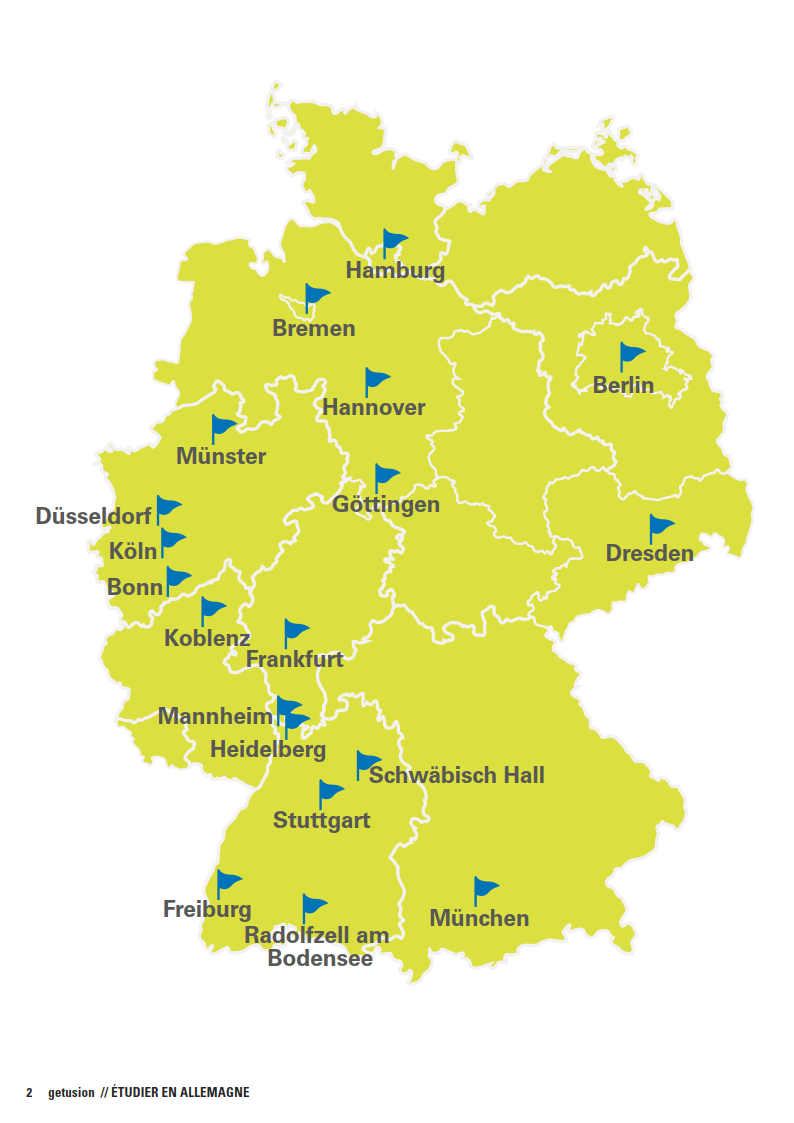 Hamburg
Bremen
Berlin
Hannover
Münster
Göttingen
Düsseldorf
Köln
Dresden
Bonn
Koblenz
Frankfurt
Mannheim
Heidelberg
Schwäbisch Hall
Stuttgart
Freiburg
München
Radolfzell am
Bodensee
2 getusion // ÉTUDIER EN ALLEMAGNE